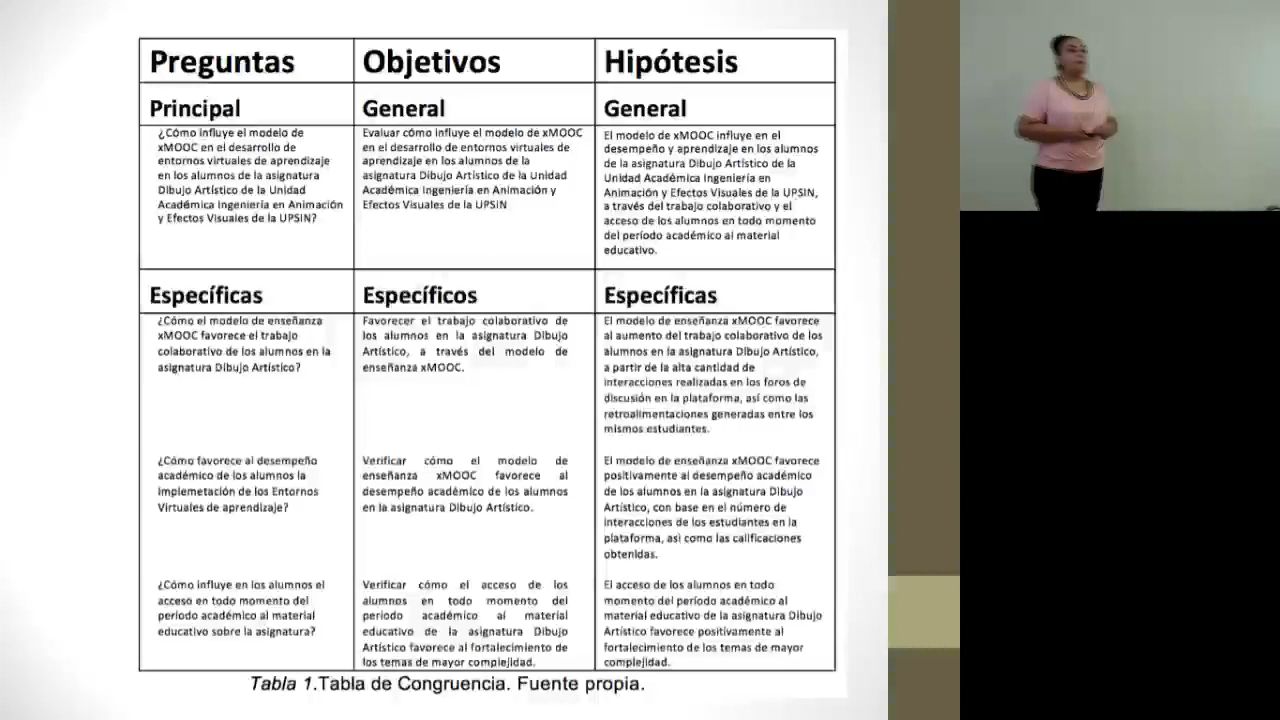 Preguntas
Objetivos
Hipótesis
Principal
General
General
¿Cómo influye el modelo de
xMOOC en el desarrollo de
entornos virtuales de aprendizaje
en los alumnos de la asignatura
Dibujo Artístico de la Unidad
Académica Ingeniería en Animación
y Efectos Visuales de la UPSIN?
Evaluar cómo influye el modelo de xMOOC
en el desarrollo de entornos virtuales de
aprendizaje en los alumnos de la
asignatura Dibujo Artístico de la Unidad
Académica Ingeniería en Animación y
Efectos Visuales de la UPSIN
El modelo de xMOOC influye en el
desempeño y aprendizaje en los alumnos
de la asignatura Dibujo Artístico de la
Unidad Académica Ingeniería en
Animación y Efectos Visuales de la UPSIN,
a través del trabajo colaborativo y el
acceso de los alumnos en todo momento
del período académico al material
educativo.
Específicas
Específicos
Específicas
¿Cómo el modelo de enseñanza
xMOOC favorece el trabajo
colaborativo de los alumnos en la
asignatura Dibujo Artístico?
Favorecer el trabajo colaborativo de
los alumnos en la asignatura Dibujo
Artístico, a través del modelo de
enseñanza xMOOC.
El modelo de enseñanza xMOOC favorece
al aumento del trabajo colaborativo de los
alumnos en la asignatura Dibujo Artístico,
a partir de la alta cantidad de
interacciones realizadas en los foros de
discusión en la plataforma, así como las
retroalimentaciones generadas entre los
mismos estudiantes.
¿Cómo favorece al desempeño
académico de los alumnos la
implemetación de los Entornos
Virtuales de aprendizaje?
Verificar cómo el modelo de
enseñanza xMOOC favorece al
desempeño académico de los alumnos
en la asignatura Dibujo Artístico.
El modelo de enseñanza xMOOC favorece
positivamente al desempeño académico
de los alumnos en la asignatura Dibujo
Artístico, con base en el número de
interacciones de los estudiantes en la
plataforma, así como las calificaciones
obtenidas.
¿Cómo influye en los alumnos el
acceso en todo momento del
período académico al material
educativo sobre la asignatura?
Verificar cómo el acceso de los
alumnos en todo momento del
período académico al material
educativo de la asignatura Dibujo
Artístico favorece al fortalecimiento de
los temas de mayor complejidad.
El acceso de los alumnos en todo
momento del período académico al
material educativo de la asignatura Dibujo
Artístico favorece positivamente al
fortalecimiento de los temas de mayor
complejidad.
Tabla 1.Tabla de Congruencia. Fuente propia.